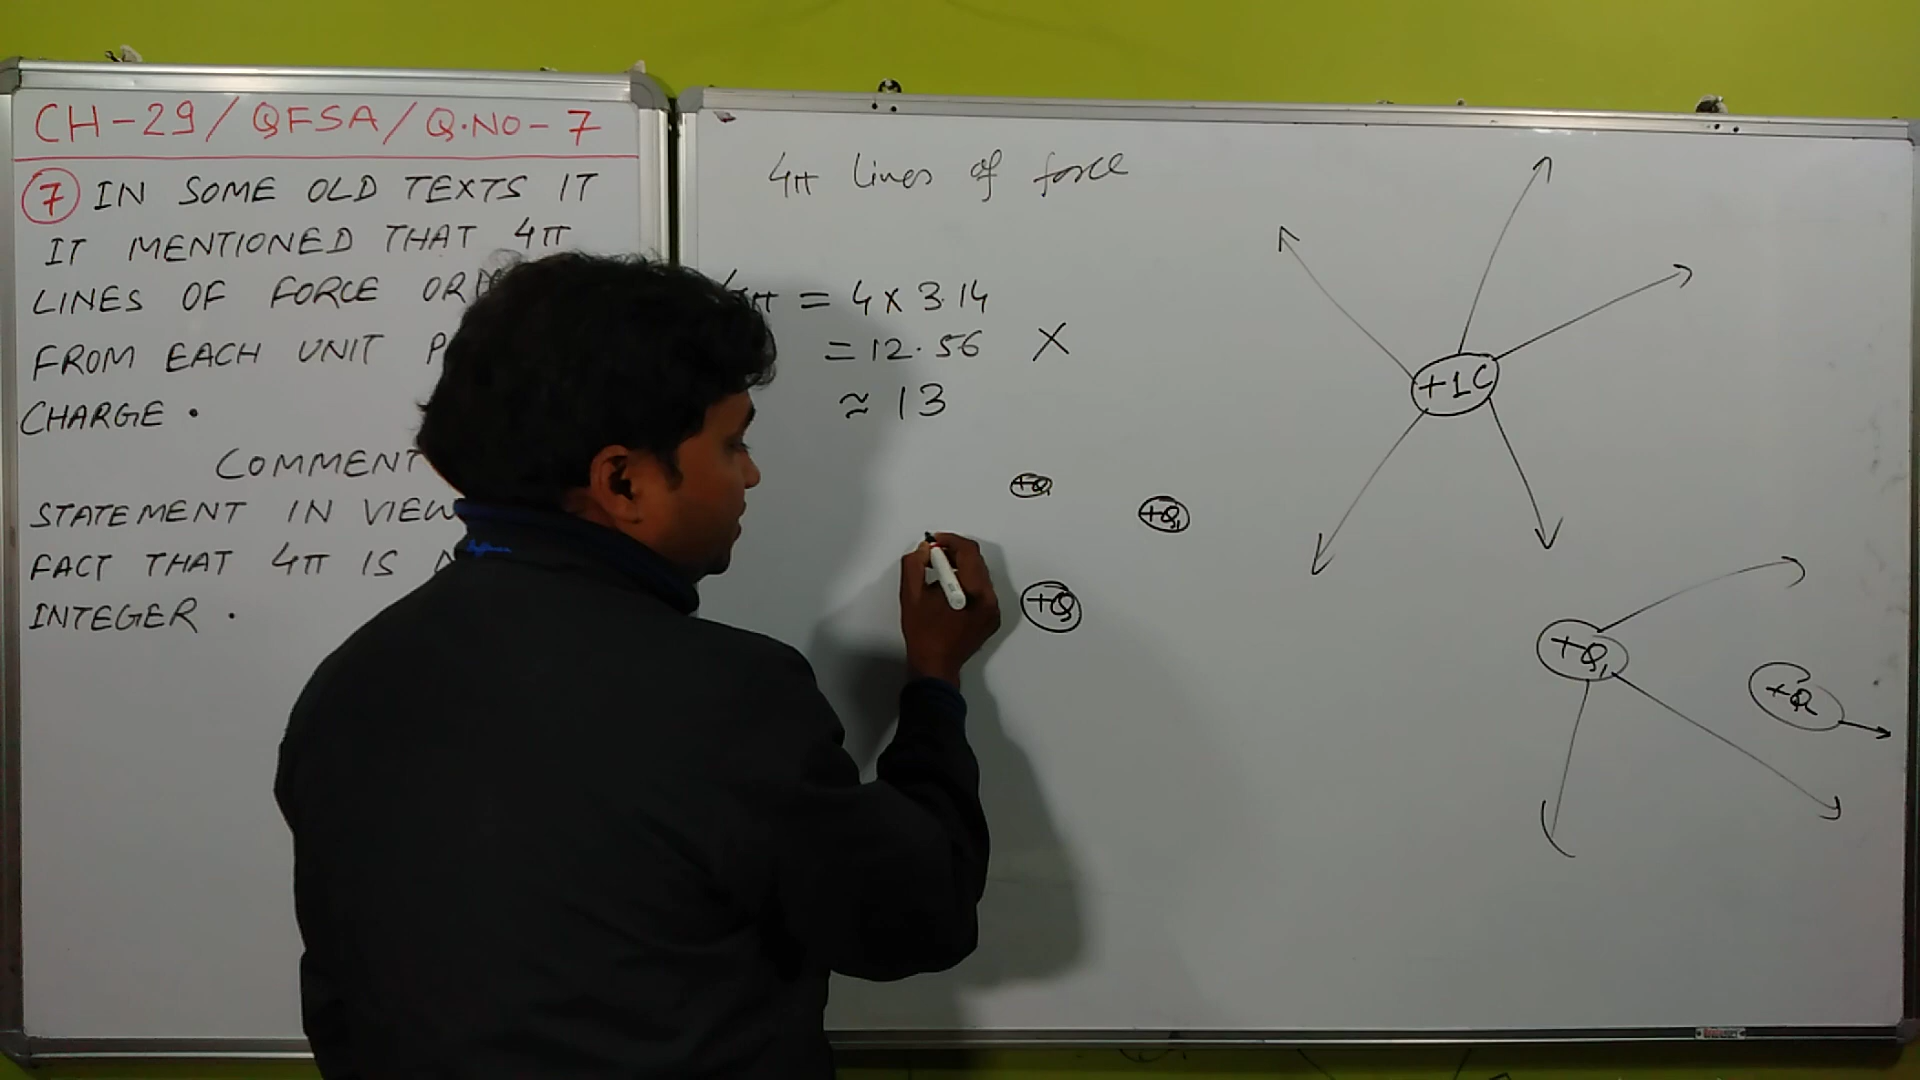 CH-29/QFSA/Q.NO-7
7 IN SOME OLD TEXTS IT
IT MENTIONED THAT 4π
LINES OF FORCE
FROM EACH UNIT
CHARGE.
COMMENT
STATEMENT IN VIEW
FACT THAT 4π IS
INTEGER.
4π lines of force
4π = 4 x 3.14
= 12.56 X
≈ 13
+Q1
+Q1
+Q
+1C
+Q1
+Q2